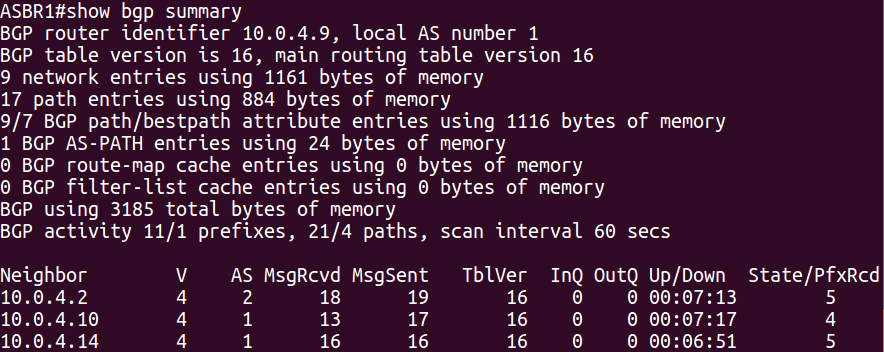 ASBR1#show bgp summary
BGP router identifier 10.0.4.9, local AS number 1
BGP table version is 16, main routing table version 16
9 network entries using 1161 bytes of memory
17 path entries using 884 bytes of memory
9/7 BGP path/bestpath attribute entries using 1116 bytes of memory
1 BGP AS-PATH entries using 24 bytes of memory
0 BGP route-map cache entries using 0 bytes of memory
0 BGP filter-list cache entries using 0 bytes of memory
BGP using 3185 total bytes of memory
BGP activity 11/1 prefixes, 21/4 paths, scan interval 60 secs

Neighbor        V    AS MsgRcvd MsgSent   TblVer  InQ OutQ Up/Down  State/PfxRcd
10.0.4.2        4     2      18      19       16    0    0 00:07:13        5
10.0.4.10       4     1      13      17       16    0    0 00:07:17        4
10.0.4.14       4     1      16      16       16    0    0 00:06:51        5